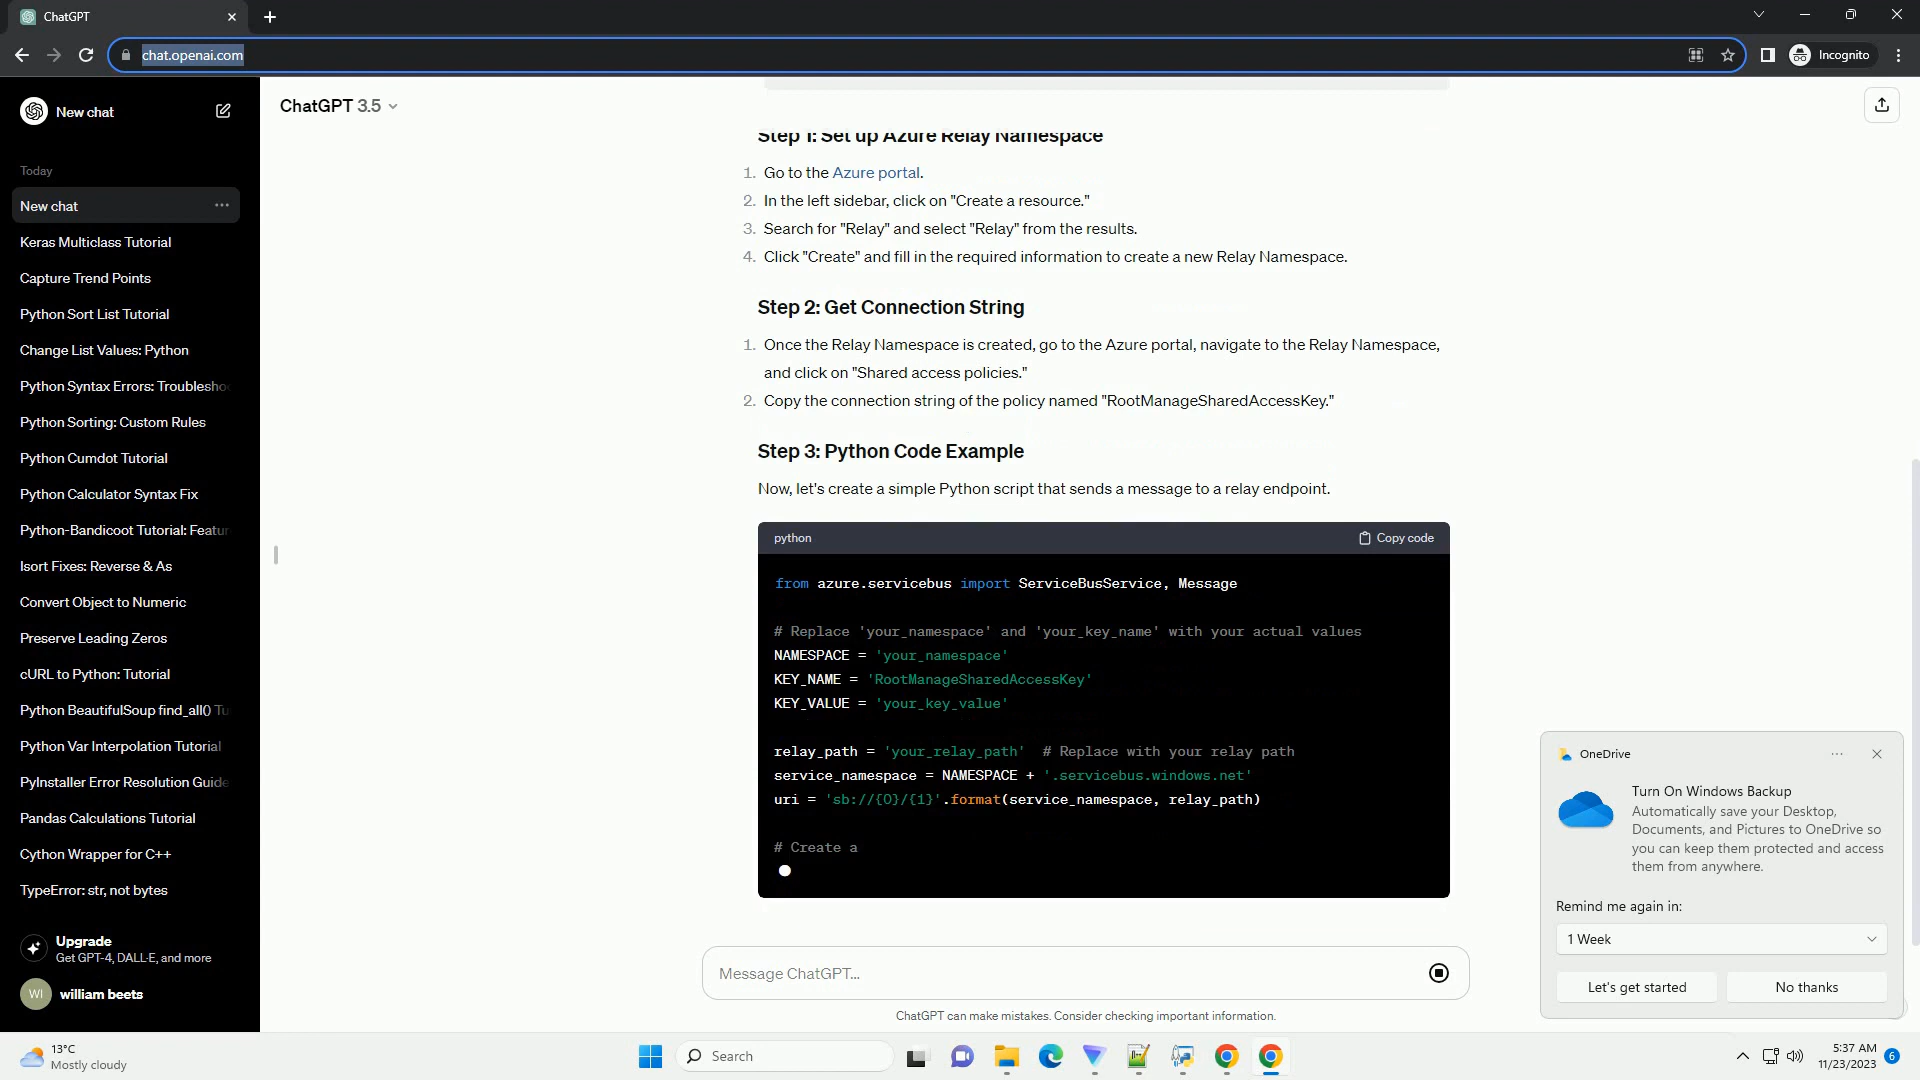 ChatGPT
chat.openai.com
Incognito
New chat
Today
New chat
Keras Multiclass Tutorial
Capture Trend Points
Python Sort List Tutorial
Change List Values: Python
Python Syntax Errors: Troublesho
Python Sorting: Custom Rules
Python Cumdot Tutorial
Python Calculator Syntax Fix
Python-Bandicoot Tutorial: Featur
Isort Fixes: Reverse & As
Convert Object to Numeric
Preserve Leading Zeros
cURL to Python: Tutorial
Python BeautifulSoup find_all() Tu
Python Var Interpolation Tutorial
PyInstaller Error Resolution Guide
Pandas Calculations Tutorial
Cython Wrapper for C++
TypeError: str, not bytes
Upgrade
Get GPT-4, DALL·E, and more
WI
william beets
ChatGPT 3.5
Step 1: Set up Azure Relay Namespace
1. Go to the Azure portal.
2. In the left sidebar, click on "Create a resource."
3. Search for "Relay" and select "Relay" from the results.
4. Click "Create" and fill in the required information to create a new Relay Namespace.
Step 2: Get Connection String
1. Once the Relay Namespace is created, go to the Azure portal, navigate to the Relay Namespace,
and click on "Shared access policies."
2. Copy the connection string of the policy named "RootManageSharedAccessKey."
Step 3: Python Code Example
Now, let's create a simple Python script that sends a message to a relay endpoint.
python
Copy code
from azure.servicebus import ServiceBusService, Message
# Replace 'your_namespace' and 'your_key_name' with your actual values
NAMESPACE = 'your_namespace'
KEY_NAME = 'RootManageSharedAccessKey'
KEY_VALUE = 'your_key_value'
relay_path = 'your_relay_path'  # Replace with your relay path
service_namespace = NAMESPACE + '.servicebus.windows.net'
uri = 'sb://{0}/{1}'.format(service_namespace, relay_path)
# Create a
Message ChatGPT...
ChatGPT can make mistakes. Consider checking important information.
OneDrive
Turn On Windows Backup
Automatically save your Desktop,
Documents, and Pictures to OneDrive so
you can keep them protected and access
them from anywhere.
Remind me again in:
1 Week
Let's get started
No thanks
13°C
Mostly cloudy
Search
5:37 AM
11/23/2023
6